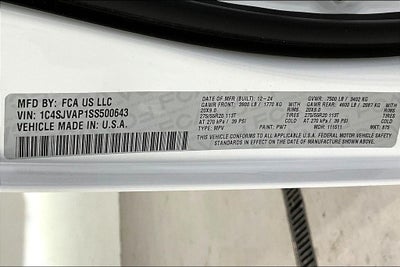 MFD BY: FCA US LLC
VIN: 1C4SJVAP1SS500643
VEHICLE MADE IN: U.S.A.
DATE OF MFR (BUILT): 12-24 GVWR: 7500 LB / 3402 KG
GAWR FRONT: 3900 LB / 1770 KG GAWR REAR: 4600 LB / 2087 KG
20X9.0 TIRES 20X9.0 TIRES
275/55R20 113T 275/55R20 113T
AT 270 kPa / 39 PSI AT 270 kPa / 39 PSI
TYPE: MPV PAINT: PW7 MDH: 111511 MKT: 675
THIS VEHICLE CONFORMS TO ALL APPLICABLE U.S.A. FEDERAL MOTOR VEHICLE
SAFETY STANDARDS IN EFFECT ON THE DATE OF MANUFACTURE SHOWN ABOVE.